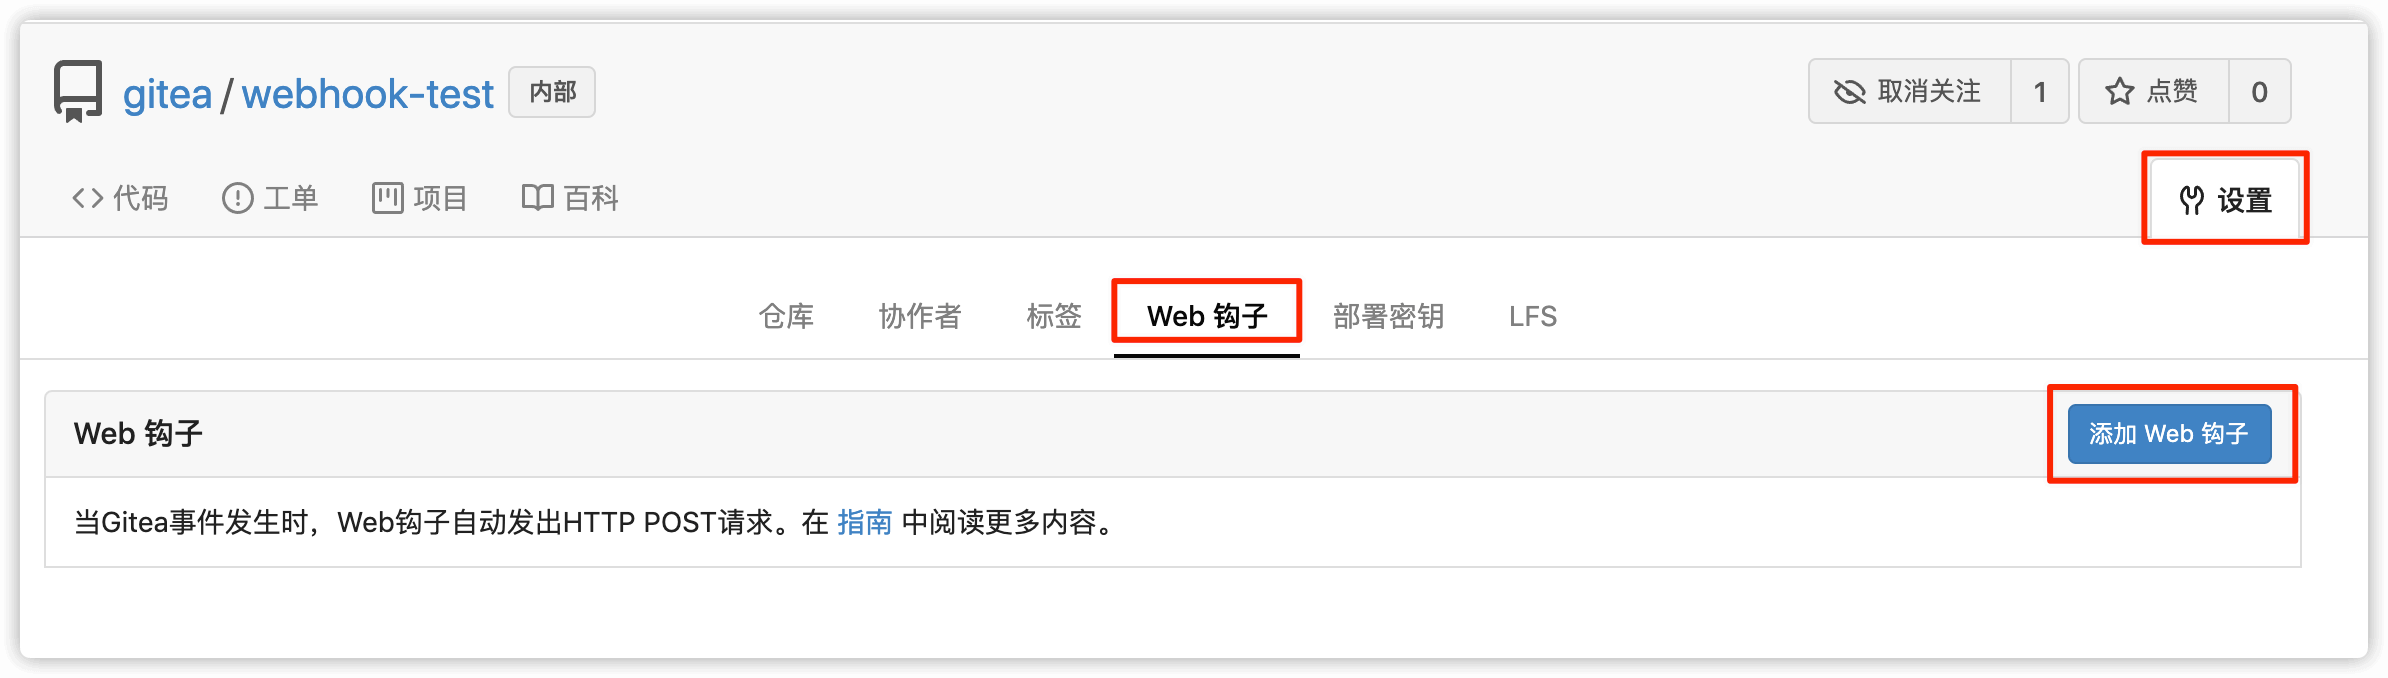 gitea / webhook-test 内部 取消关注 1 点赞 0
代码 工单 项目 百科 设置
仓库 协作者 标签 Web 钩子 部署密钥 LFS
Web 钩子 添加 Web 钩子
当Gitea事件发生时，Web钩子自动发出HTTP POST请求。在 指南 中阅读更多内容。